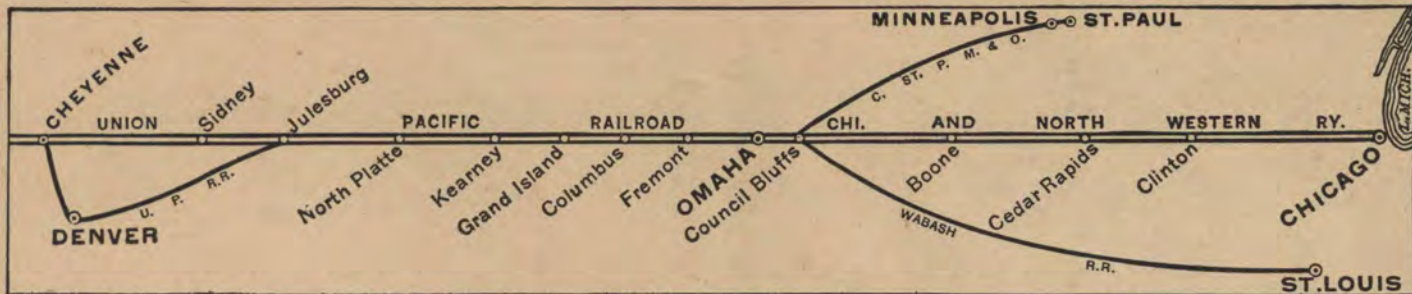 MINNEAPOLIS ST. PAUL
C. ST. P. M. & O.
L. MICH.
CHEYENNE
Sidney
Julesburg
UNION PACIFIC RAILROAD CHI. AND NORTH WESTERN RY.
North Platte
Kearney
Grand Island
Columbus
Fremont
OMAHA
Council Bluffs
Boone
Cedar Rapids
Clinton
CHICAGO
U. P. R.R.
DENVER
WABASH R.R.
ST. LOUIS